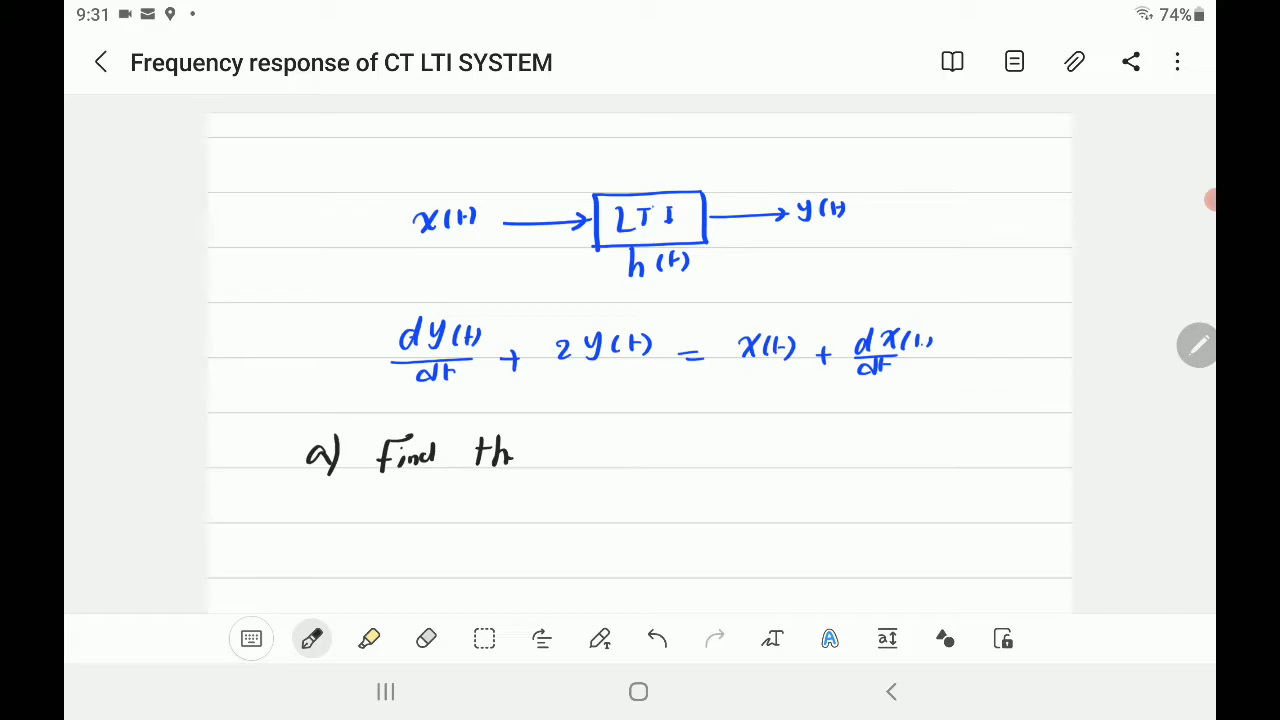 9:31 74%
Frequency response of CT LTI SYSTEM
x(t) LTI y(t)
h(t)
dy(t)/dt + 2y(t) = x(t) + dx(t)/dt
a) Find th